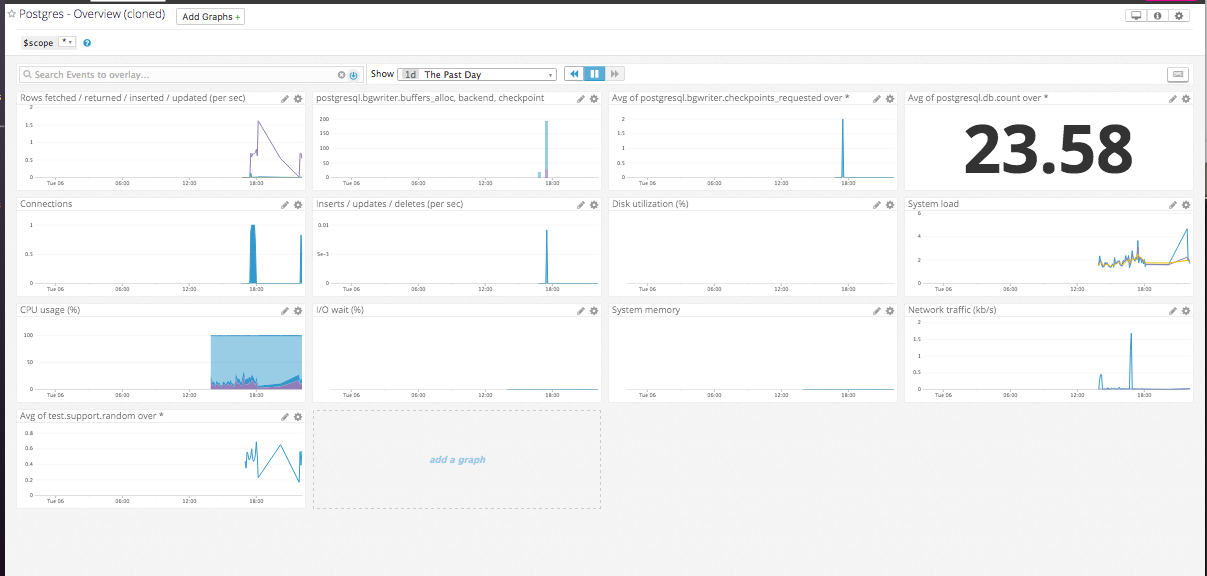 Postgres - Overview (cloned) Add Graphs +
$scope *
Search Events to overlay... Show 1d The Past Day
Rows fetched / returned / inserted / updated (per sec)
2
1.5
1
0.5
0
Tue 06 06:00 12:00 18:00
postgresql.bgwriter.buffers_alloc, backend, checkpoint
200
150
100
50
0
Tue 06 06:00 12:00 18:00
Avg of postgresql.bgwriter.checkpoints_requested over *
2
1.5
1
0.5
0
Tue 06 06:00 12:00 18:00
Avg of postgresql.db.count over *
23.58
Connections
1
0.5
0
Tue 06 06:00 12:00 18:00
Inserts / updates / deletes (per sec)
0.01
5e-3
0
Tue 06 06:00 12:00 18:00
Disk utilization (%)
Tue 06 06:00 12:00 18:00
System load
6
4
2
0
Tue 06 06:00 12:00 18:00
CPU usage (%)
100
50
0
Tue 06 06:00 12:00 18:00
I/O wait (%)
Tue 06 06:00 12:00 18:00
System memory
Tue 06 06:00 12:00 18:00
Network traffic (kb/s)
2
1.5
1
0.5
0
Tue 06 06:00 12:00 18:00
Avg of test.support.random over *
0.8
0.6
0.4
0.2
0
Tue 06 06:00 12:00 18:00
add a graph